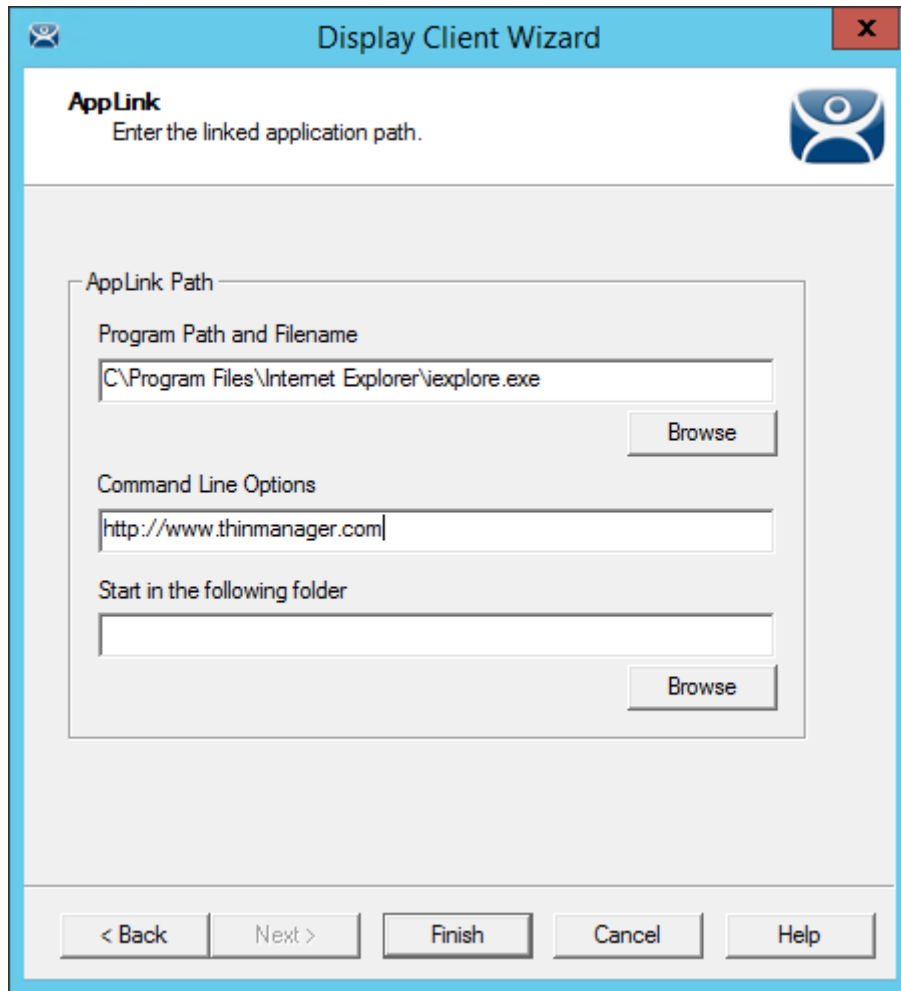 Display Client Wizard
x
AppLink
Enter the linked application path.
AppLink Path
Program Path and Filename
C\Program Files\Internet Explorer\iexplore.exe
Browse
Command Line Options
http://www.thinmanager.com
Start in the following folder
Browse
< Back Next > Finish Cancel Help